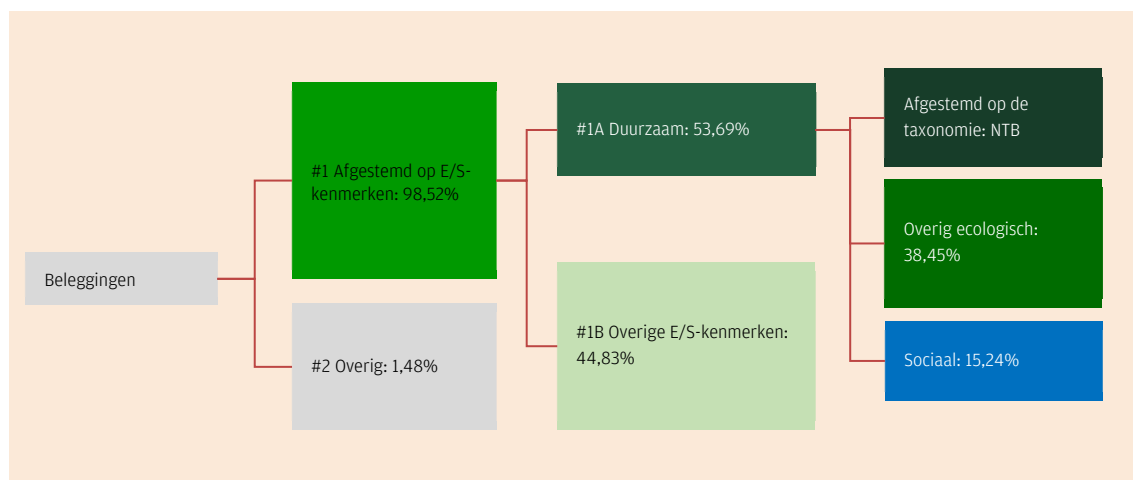 Beleggingen
#1 Afgestemd op E/S-
kenmerken: 98,52%
#2 Overig: 1,48%
#1A Duurzaam: 53,69%
#1B Overige E/S-kenmerken:
44,83%
Afgestemd op de
taxonomie: NTB
Overig ecologisch:
38,45%
Sociaal: 15,24%